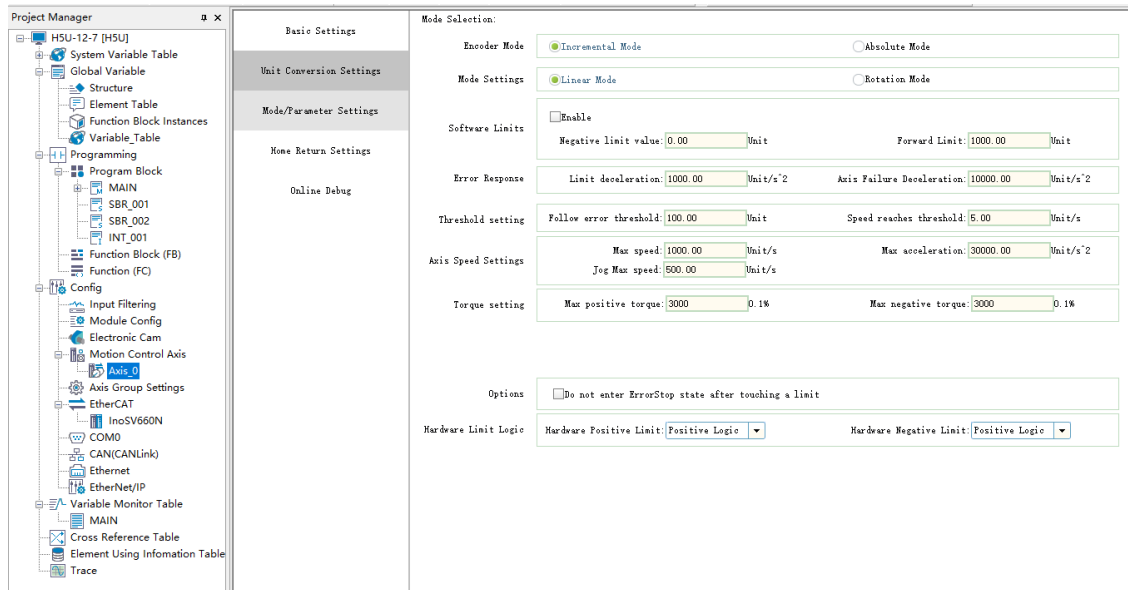 Project Manager
H5U-12-7 [H5U]
System Variable Table
Global Variable
Structure
Element Table
Function Block Instances
Variable_Table
Programming
Program Block
MAIN
SBR_001
SBR_002
INT_001
Function Block (FB)
Function (FC)
Config
Input Filtering
Module Config
Electronic Cam
Motion Control Axis
Axis_0
Axis Group Settings
EtherCAT
InoSV660N
COM0
CAN(CANLink)
Ethernet
EtherNet/IP
Variable Monitor Table
MAIN
Cross Reference Table
Element Using Infomation Table
Trace
Basic Settings
Unit Conversion Settings
Mode/Parameter Settings
Home Return Settings
Online Debug
Mode Selection:
Encoder Mode Incremental Mode Absolute Mode
Mode Settings Linear Mode Rotation Mode
Software Limits Enable
Negative limit value: 0.00 Unit Forward Limit: 1000.00 Unit
Error Response Limit deceleration: 1000.00 Unit/s^2 Axis Failure Deceleration: 10000.00 Unit/s^2
Threshold setting Follow error threshold: 100.00 Unit Speed reaches threshold: 5.00 Unit/s
Axis Speed Settings Max speed: 1000.00 Unit/s Max acceleration: 30000.00 Unit/s^2
Jog Max speed: 500.00 Unit/s
Torque setting Max positive torque: 3000 0.1% Max negative torque: 3000 0.1%
Options Do not enter ErrorStop state after touching a limit
Hardware Limit Logic Hardware Positive Limit: Positive Logic Hardware Negative Limit: Positive Logic